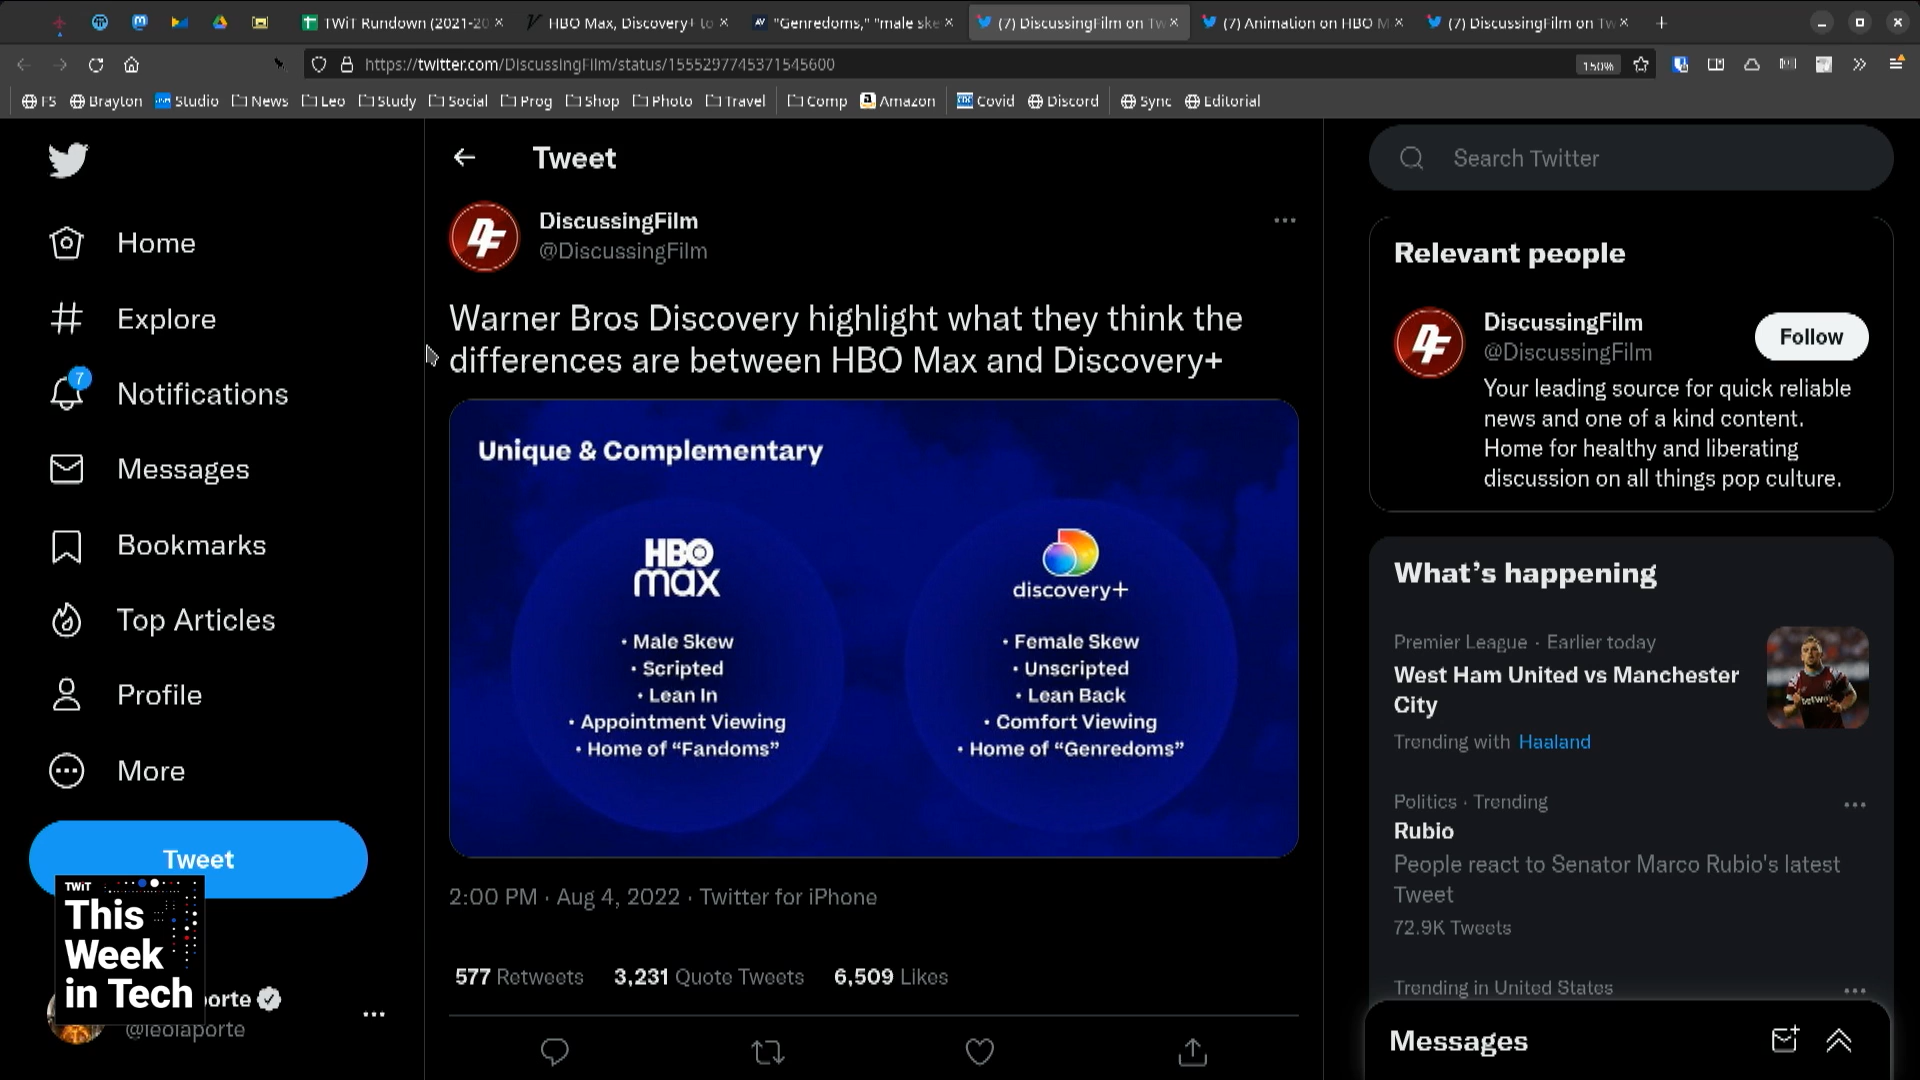 TWiT Rundown (2021-20
HBO Max, Discovery+ to
"Genredoms," "male ske
(7) DiscussingFilm on Tw
(7) Animation on HBO M
(7) DiscussingFilm on Tw
https://twitter.com/DiscussingFilm/status/1555297745371545600
150%
FS
Brayton
Studio
News
Leo
Study
Social
Prog
Shop
Photo
Travel
Comp
Amazon
Covid
Discord
Sync
Editorial
Home
Explore
7
Notifications
Messages
Bookmarks
Top Articles
Profile
More
Tweet
TWiT
This
Week
in Tech
orte
@leolaporte
Tweet
DiscussingFilm
@DiscussingFilm
Warner Bros Discovery highlight what they think the
differences are between HBO Max and Discovery+
Unique & Complementary
HBO
max
• Male Skew
• Scripted
• Lean In
• Appointment Viewing
• Home of “Fandoms”
discovery+
• Female Skew
• Unscripted
• Lean Back
• Comfort Viewing
• Home of “Genredoms”
2:00 PM · Aug 4, 2022 · Twitter for iPhone
577 Retweets 3,231 Quote Tweets 6,509 Likes
Search Twitter
Relevant people
DiscussingFilm
@DiscussingFilm
Follow
Your leading source for quick reliable
news and one of a kind content.
Home for healthy and liberating
discussion on all things pop culture.
What’s happening
Premier League · Earlier today
West Ham United vs Manchester
City
Trending with Haaland
Politics · Trending
Rubio
People react to Senator Marco Rubio's latest
Tweet
72.9K Tweets
Trending in United States
Messages